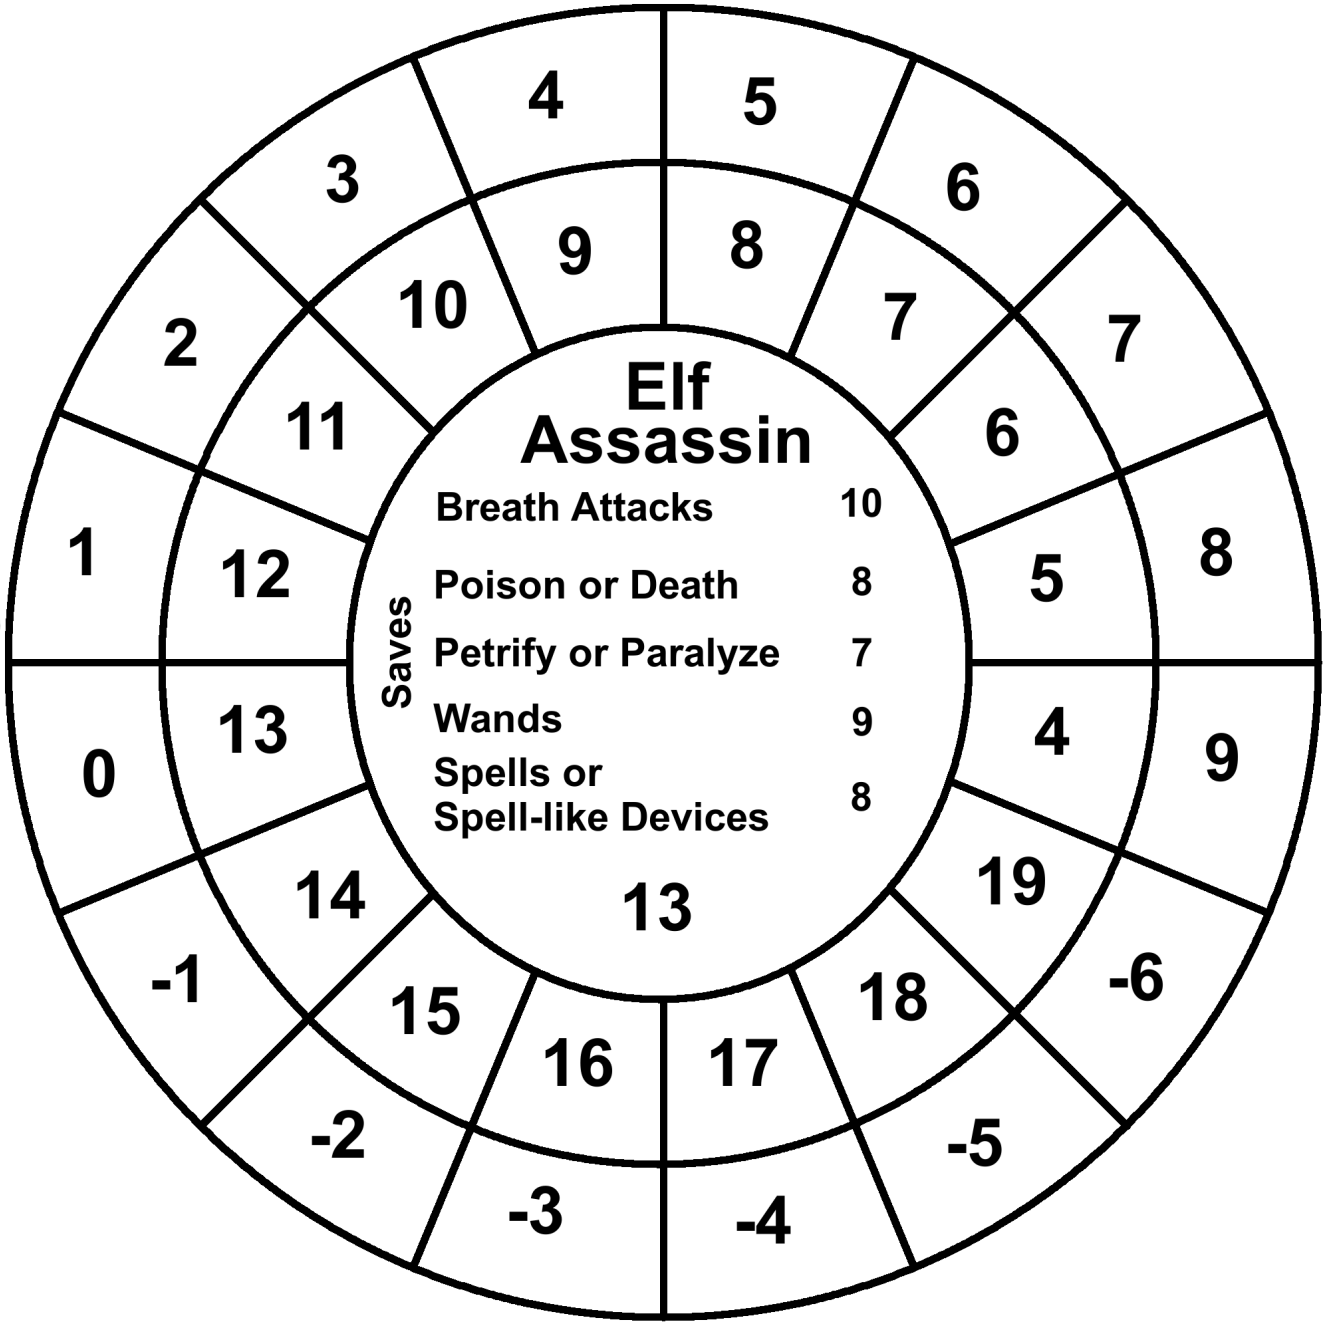 4 5
3 6
9 8
10 7
2 7
11 6
Elf
Assassin
Breath Attacks 10
1 8
12 5
Poison or Death 8
Saves
Petrify or Paralyze 7
Wands 9
13 4
0 9
Spells or
Spell-like Devices 8
14 19
13
-1 -6
15 18
16 17
-2 -5
-3 -4